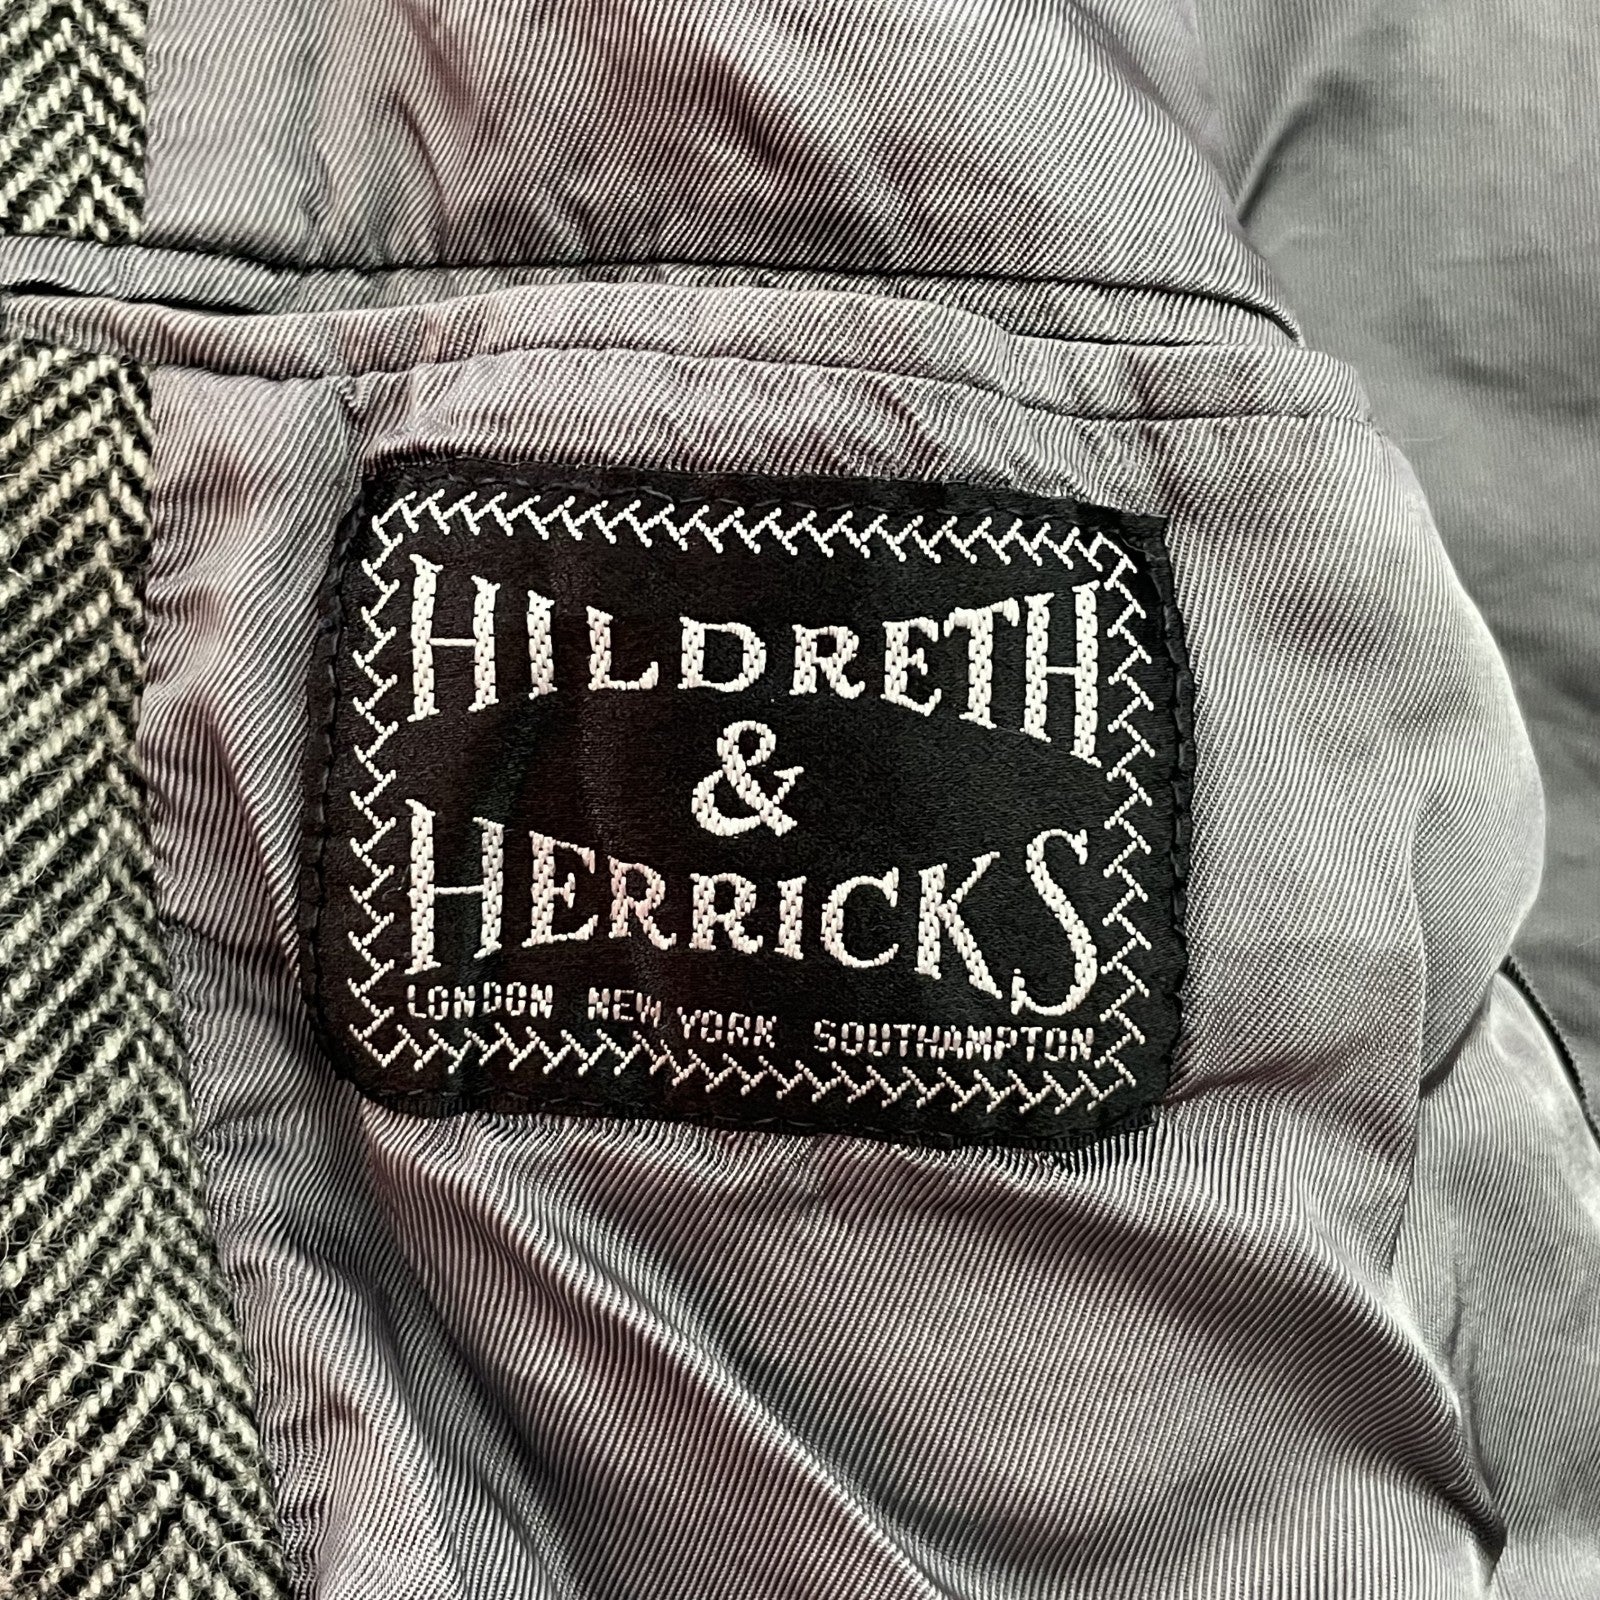 HILDRETH
&
HERRICKS
LONDON NEW YORK SOUTHAMPTON